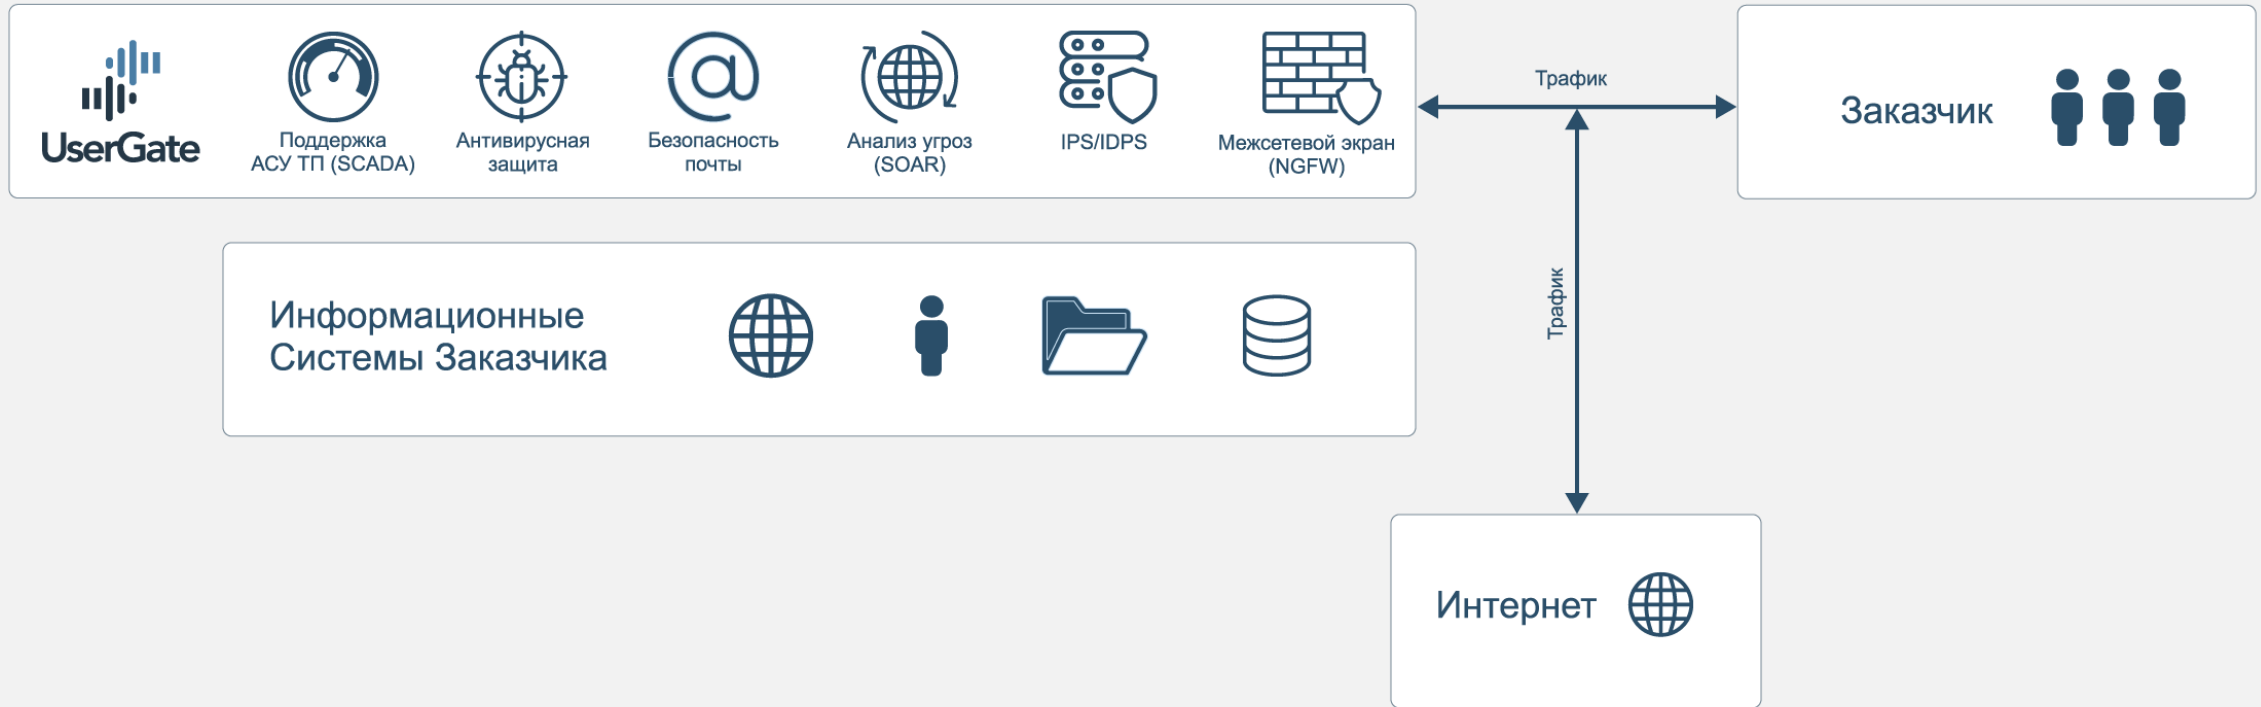 UserGate
Поддержка
АСУ ТП (SCADA)
Антивирусная
защита
Безопасность
почты
Анализ угроз
(SOAR)
IPS/IDPS
Межсетевой экран
(NGFW)
Трафик
Заказчик
Информационные
Системы Заказчика
Трафик
Интернет